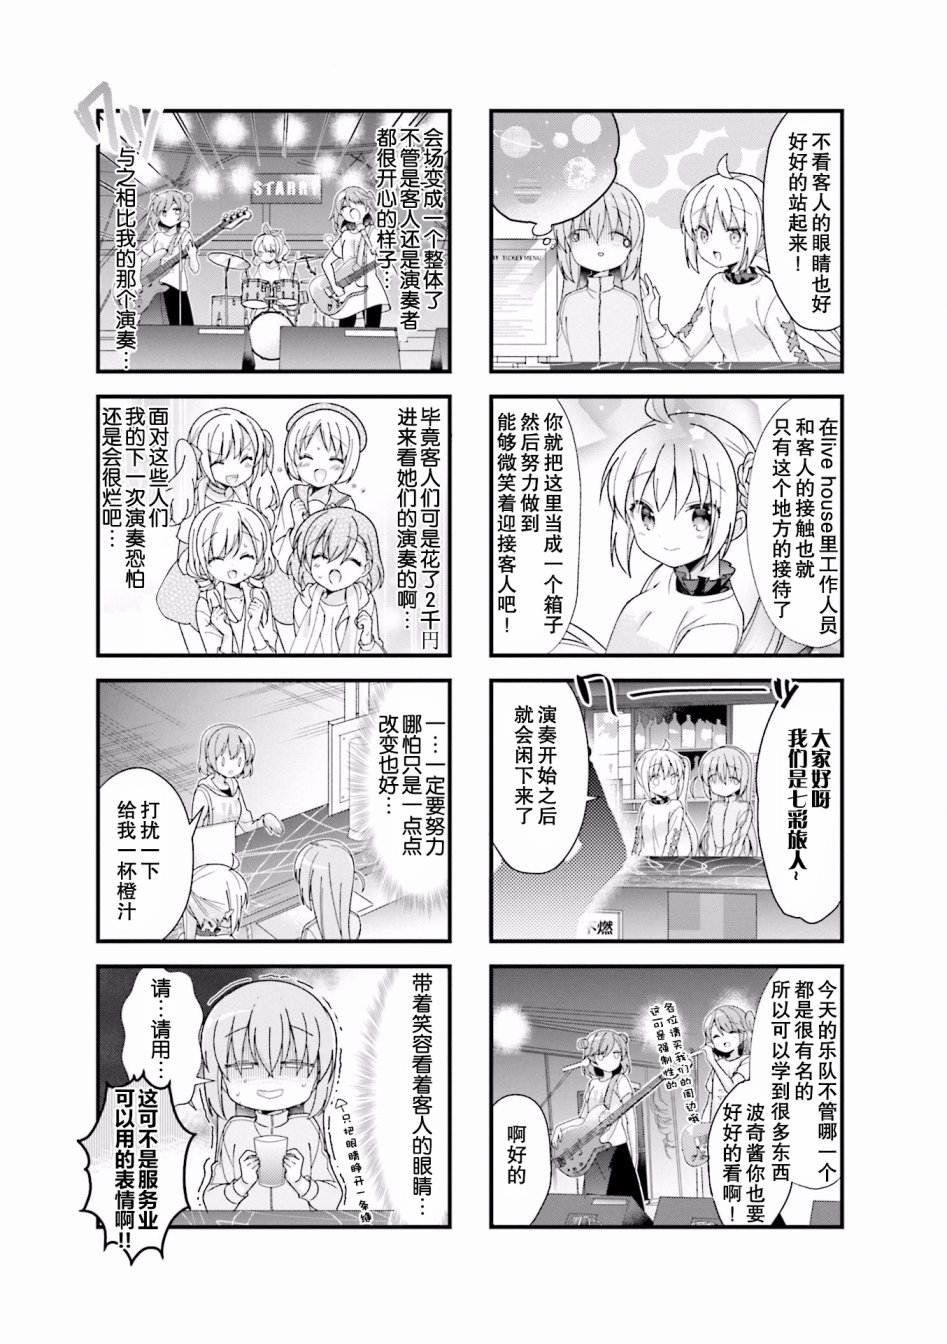 不看客人的眼睛也好
好好的站起来！
TICKET MENU
在live house里工作人员
和客人的接触也就
只有这个地方的接待了
你就把这里当成一个箱子
然后努力做到
能够微笑着迎接客人吧！
大家好呀
我们是七彩旅人~
演奏开始之后
就会闲下来了
燃
今天的乐队不管哪一个
都是很有名的
所以可以学到很多东西
波奇酱你也要
好好的看啊！
各位请买我们的周边哦
这可是强制性的
啊好的
会场变成一个整体了
不管是客人还是演奏者
都很开心的样子…
STARRY
与之相比我的那个演奏…
毕竟客人们可是花了2千円
进来看她们的演奏的啊…
面对这些人们
我的下一次演奏恐怕
还是会很烂吧…
一…一定要努力
哪怕只是一点点
改变也好…
打扰一下
给我一杯橙汁
带着笑容看着客人的眼睛…
只把眼睛睁开一条缝
请…请用…
这可不是服务业
可以用的表情啊!!